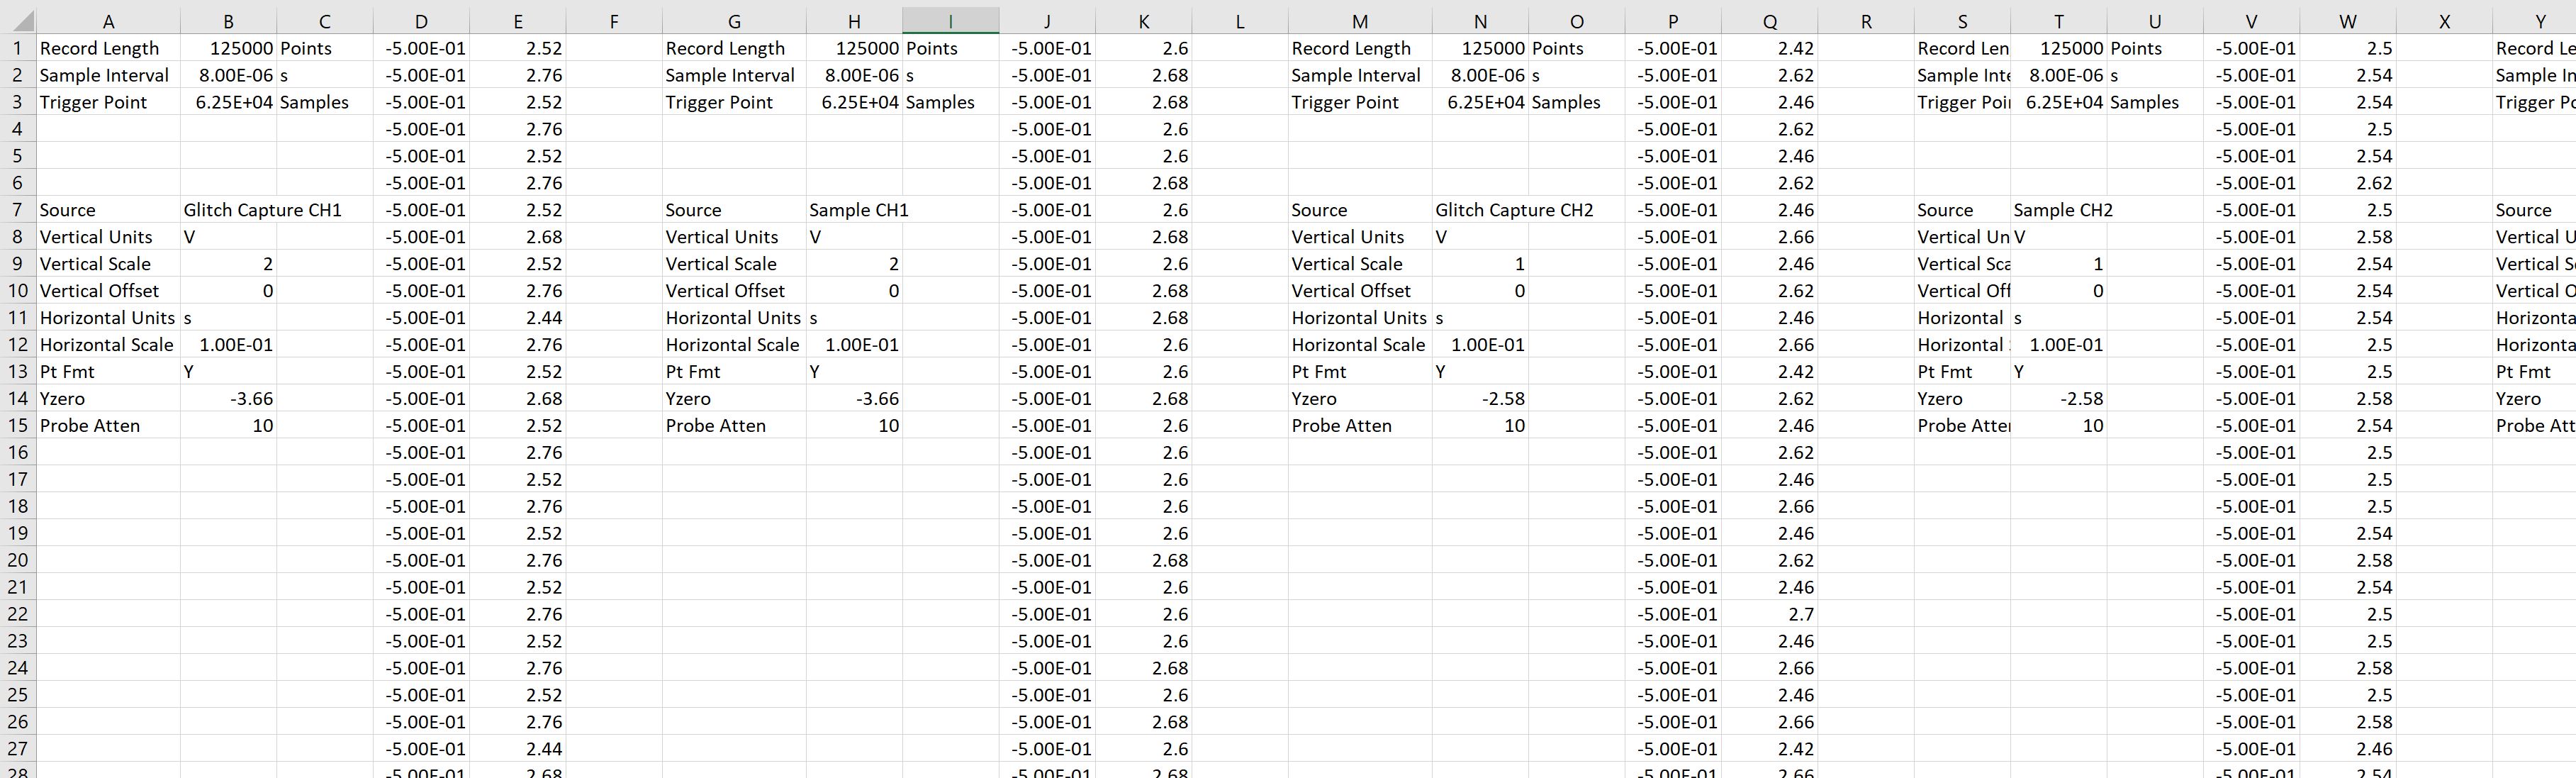 A B C D E F G H I J K L M N O P Q R S T U V W X Y
1 Record Length 125000 Points -5.00E-01 2.52 Record Length 125000 Points -5.00E-01 2.6 Record Length 125000 Points -5.00E-01 2.42 Record Len 125000 Points -5.00E-01 2.5 Record Le
2 Sample Interval 8.00E-06 s -5.00E-01 2.76 Sample Interval 8.00E-06 s -5.00E-01 2.68 Sample Interval 8.00E-06 s -5.00E-01 2.62 Sample Inte 8.00E-06 s -5.00E-01 2.54 Sample In
3 Trigger Point 6.25E+04 Samples -5.00E-01 2.52 Trigger Point 6.25E+04 Samples -5.00E-01 2.68 Trigger Point 6.25E+04 Samples -5.00E-01 2.46 Trigger Poi 6.25E+04 Samples -5.00E-01 2.54 Trigger Po
4 -5.00E-01 2.76 -5.00E-01 2.6 -5.00E-01 2.62 -5.00E-01 2.5
5 -5.00E-01 2.52 -5.00E-01 2.6 -5.00E-01 2.46 -5.00E-01 2.54
6 -5.00E-01 2.76 -5.00E-01 2.68 -5.00E-01 2.62 -5.00E-01 2.62
7 Source Glitch Capture CH1 -5.00E-01 2.52 Source Sample CH1 -5.00E-01 2.6 Source Glitch Capture CH2 -5.00E-01 2.46 Source Sample CH2 -5.00E-01 2.5 Source
8 Vertical Units V -5.00E-01 2.68 Vertical Units V -5.00E-01 2.68 Vertical Units V -5.00E-01 2.66 Vertical Un V -5.00E-01 2.58 Vertical U
9 Vertical Scale 2 -5.00E-01 2.52 Vertical Scale 2 -5.00E-01 2.6 Vertical Scale 1 -5.00E-01 2.46 Vertical Sca 1 -5.00E-01 2.54 Vertical S
10 Vertical Offset 0 -5.00E-01 2.76 Vertical Offset 0 -5.00E-01 2.68 Vertical Offset 0 -5.00E-01 2.62 Vertical Off 0 -5.00E-01 2.54 Vertical O
11 Horizontal Units s -5.00E-01 2.44 Horizontal Units s -5.00E-01 2.68 Horizontal Units s -5.00E-01 2.46 Horizontal s -5.00E-01 2.54 Horizonta
12 Horizontal Scale 1.00E-01 -5.00E-01 2.76 Horizontal Scale 1.00E-01 -5.00E-01 2.6 Horizontal Scale 1.00E-01 -5.00E-01 2.66 Horizontal 1.00E-01 -5.00E-01 2.5 Horizonta
13 Pt Fmt Y -5.00E-01 2.52 Pt Fmt Y -5.00E-01 2.6 Pt Fmt Y -5.00E-01 2.42 Pt Fmt Y -5.00E-01 2.5 Pt Fmt
14 Yzero -3.66 -5.00E-01 2.68 Yzero -3.66 -5.00E-01 2.68 Yzero -2.58 -5.00E-01 2.62 Yzero -2.58 -5.00E-01 2.58 Yzero
15 Probe Atten 10 -5.00E-01 2.52 Probe Atten 10 -5.00E-01 2.6 Probe Atten 10 -5.00E-01 2.46 Probe Atter 10 -5.00E-01 2.54 Probe Att
16 -5.00E-01 2.76 -5.00E-01 2.6 -5.00E-01 2.62 -5.00E-01 2.5
17 -5.00E-01 2.52 -5.00E-01 2.6 -5.00E-01 2.46 -5.00E-01 2.5
18 -5.00E-01 2.76 -5.00E-01 2.6 -5.00E-01 2.66 -5.00E-01 2.5
19 -5.00E-01 2.52 -5.00E-01 2.6 -5.00E-01 2.46 -5.00E-01 2.54
20 -5.00E-01 2.76 -5.00E-01 2.68 -5.00E-01 2.62 -5.00E-01 2.58
21 -5.00E-01 2.52 -5.00E-01 2.6 -5.00E-01 2.46 -5.00E-01 2.54
22 -5.00E-01 2.76 -5.00E-01 2.6 -5.00E-01 2.7 -5.00E-01 2.5
23 -5.00E-01 2.52 -5.00E-01 2.6 -5.00E-01 2.46 -5.00E-01 2.5
24 -5.00E-01 2.76 -5.00E-01 2.68 -5.00E-01 2.66 -5.00E-01 2.58
25 -5.00E-01 2.52 -5.00E-01 2.6 -5.00E-01 2.46 -5.00E-01 2.5
26 -5.00E-01 2.76 -5.00E-01 2.68 -5.00E-01 2.66 -5.00E-01 2.58
27 -5.00E-01 2.44 -5.00E-01 2.6 -5.00E-01 2.42 -5.00E-01 2.46
28 -5.00E-01 2.68 -5.00E-01 2.68 -5.00E-01 2.66 -5.00E-01 2.54